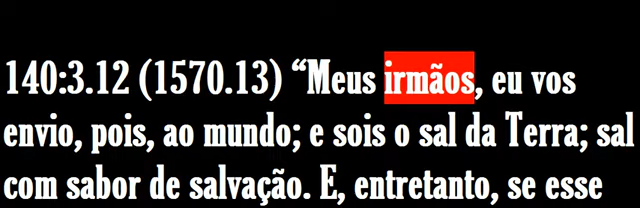 140:3.12 (1570.13) “Meus irmãos, eu vos
envio, pois, ao mundo; e sois o sal da Terra; sal
com sabor de salvação. E, entretanto, se esse